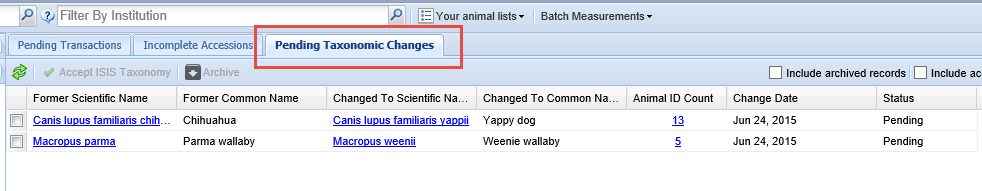 Filter By Institution Your animal lists Batch Measurements
Pending Transactions Incomplete Accessions Pending Taxonomic Changes
Accept ISIS Taxonomy Archive Include archived records Include ac
Former Scientific Name Former Common Name Changed To Scientific Na... Changed To Common Na... Animal ID Count Change Date Status
Canis lupus familiaris chih... Chihuahua Canis lupus familiaris yappii Yappy dog 13 Jun 24, 2015 Pending
Macropus parma Parma wallaby Macropus weenii Weenie wallaby 5 Jun 24, 2015 Pending